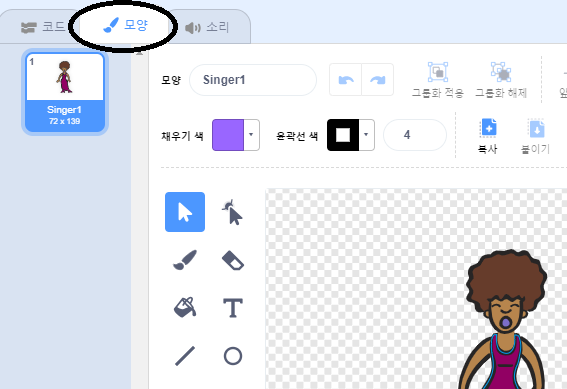 코드 모양 소리
1
Singer1
72 x 139
모양 Singer1
그룹화 적용 그룹화 해제
채우기 색 윤곽선 색 4
복사 붙이기
T